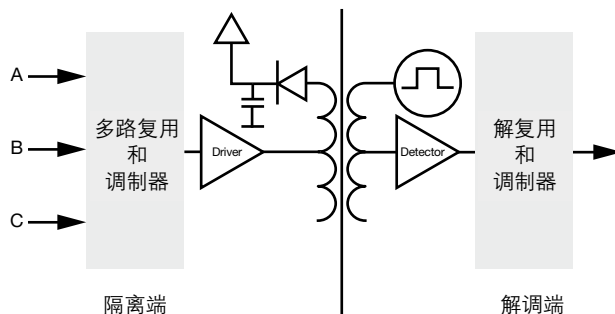 A
B
C
多路复用
和
调制器
Driver
Detector
解复用
和
调制器
隔离端
解调端